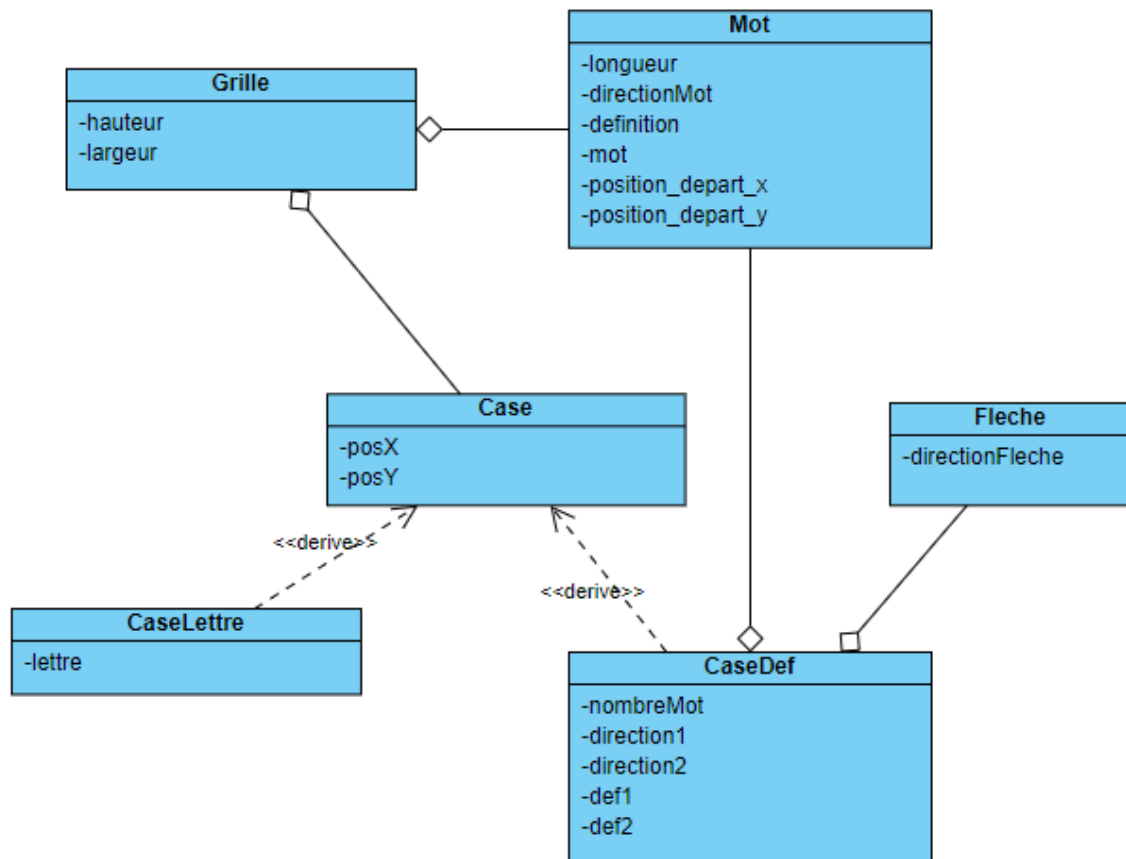 Mot
-longueur
-directionMot
-definition
-mot
-position_depart_x
-position_depart_y
Grille
-hauteur
-largeur
Case
-posX
-posY
Fleche
-directionFleche
<<derive>>
<<derive>>
CaseLettre
-lettre
CaseDef
-nombreMot
-direction1
-direction2
-def1
-def2